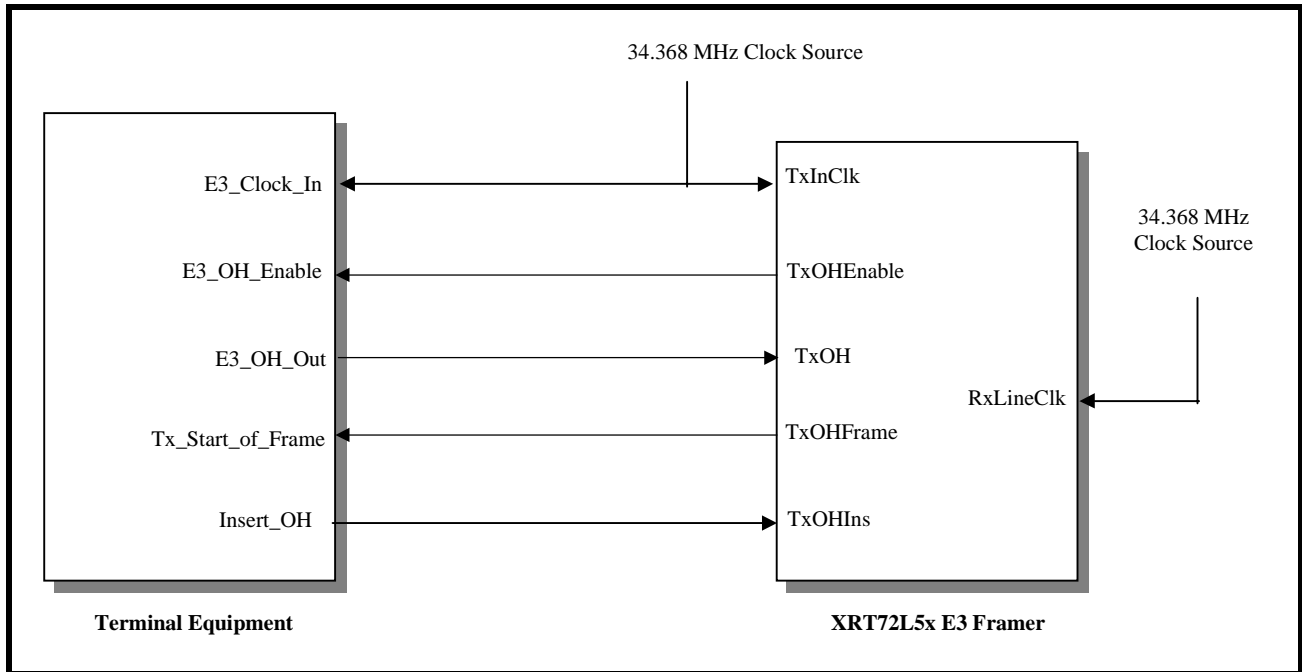 34.368 MHz Clock Source
E3_Clock_In
TxInClk
34.368 MHz
Clock Source
E3_OH_Enable
TxOHEnable
E3_OH_Out
TxOH
RxLineClk
Tx_Start_of_Frame
TxOHFrame
Insert_OH
TxOHIns
Terminal Equipment
XRT72L5x E3 Framer